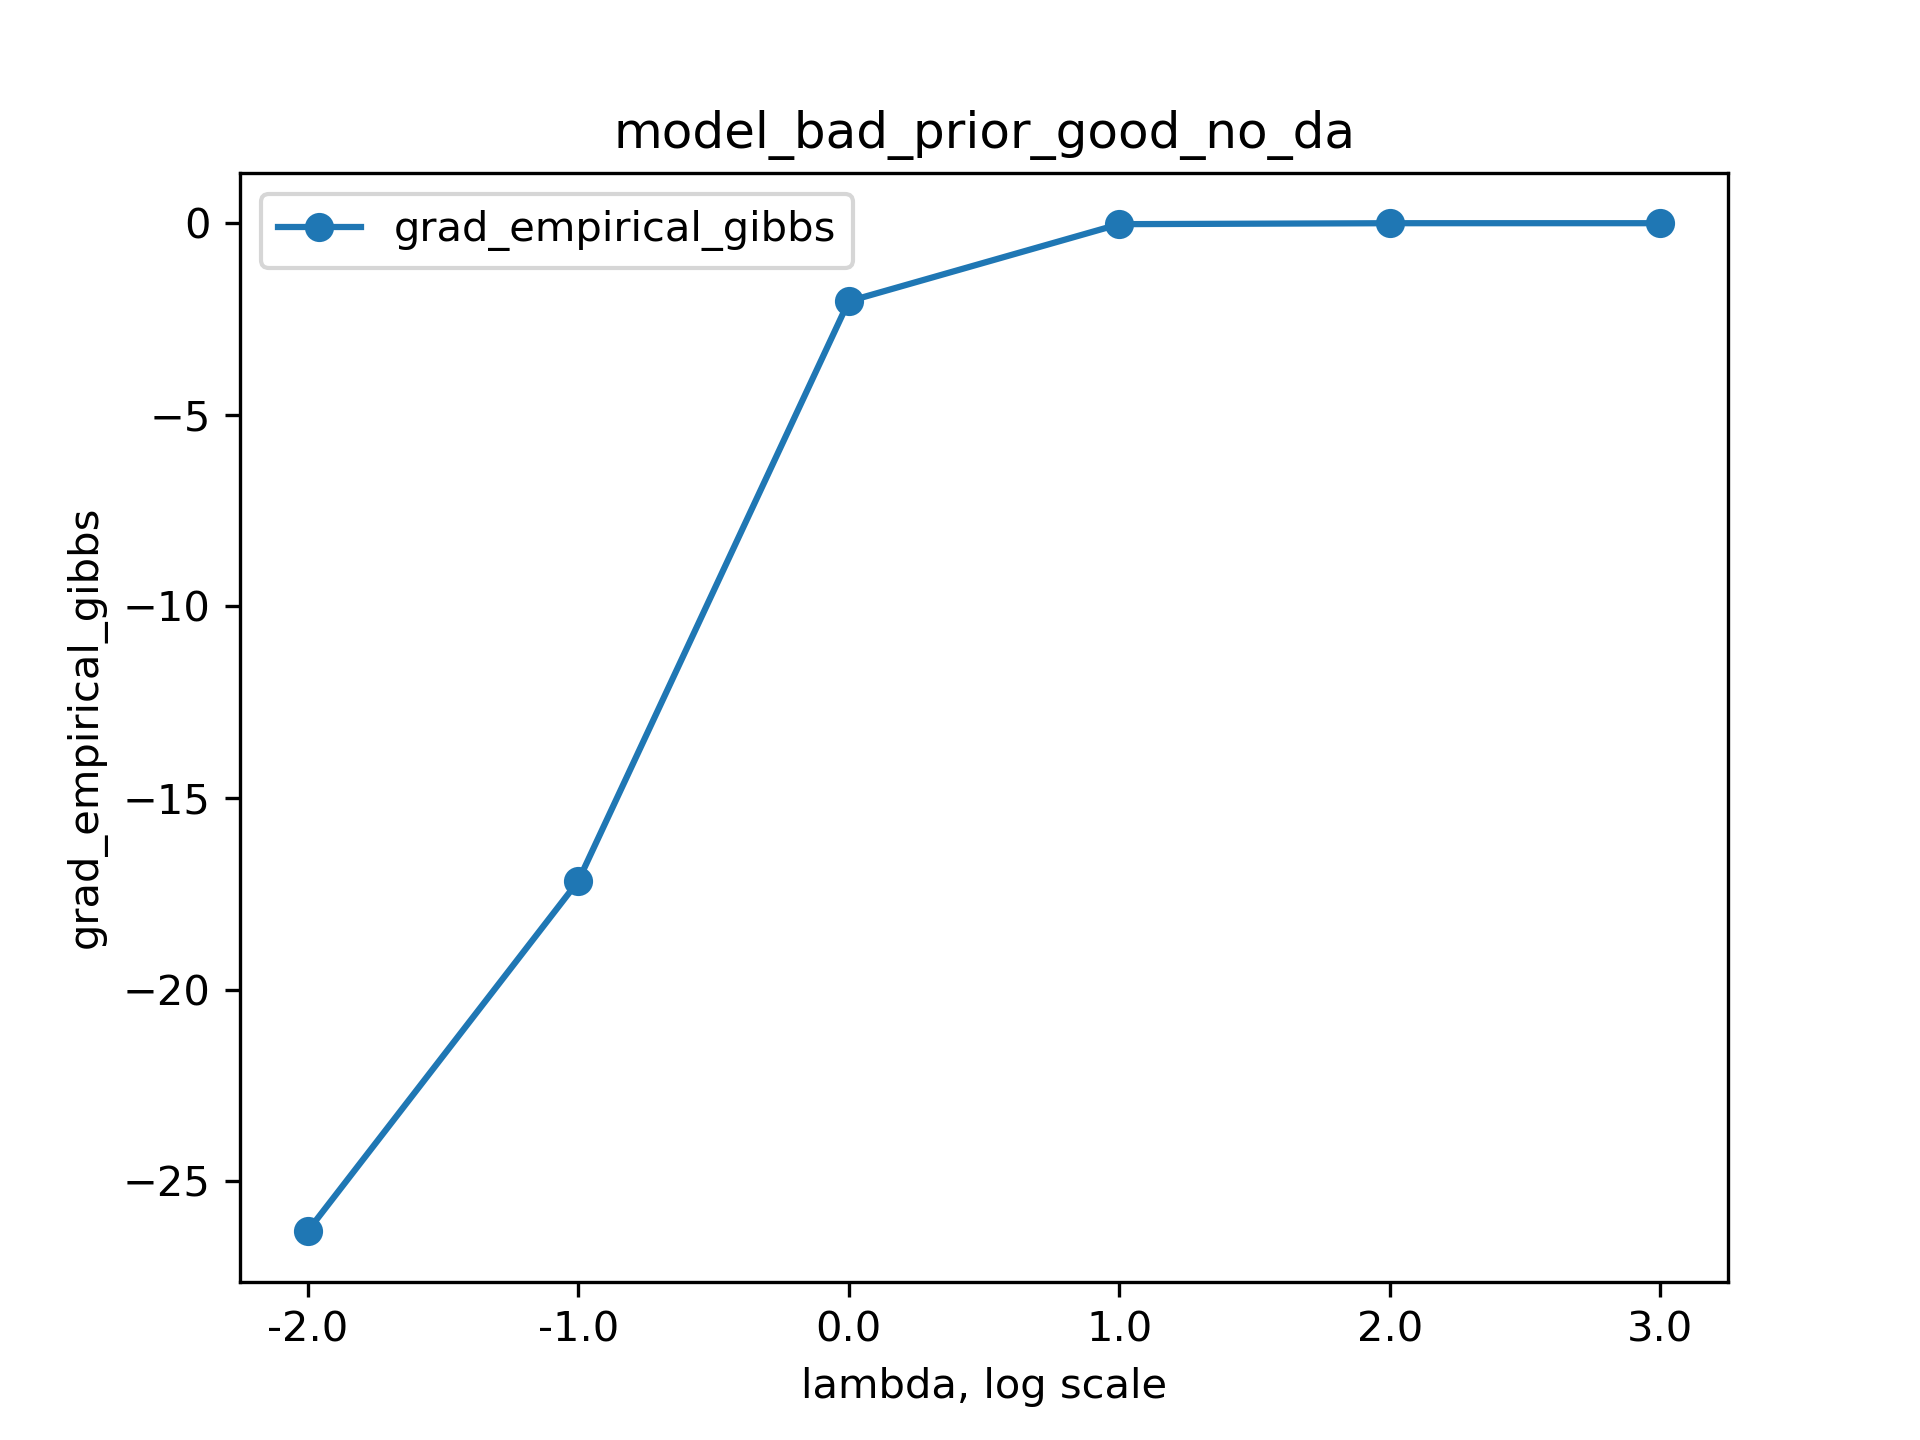 model_bad_prior_good_no_da
grad_empirical_gibbs
0
−5
−10
−15
−20
−25
grad_empirical_gibbs
-2.0 -1.0 0.0 1.0 2.0 3.0
lambda, log scale